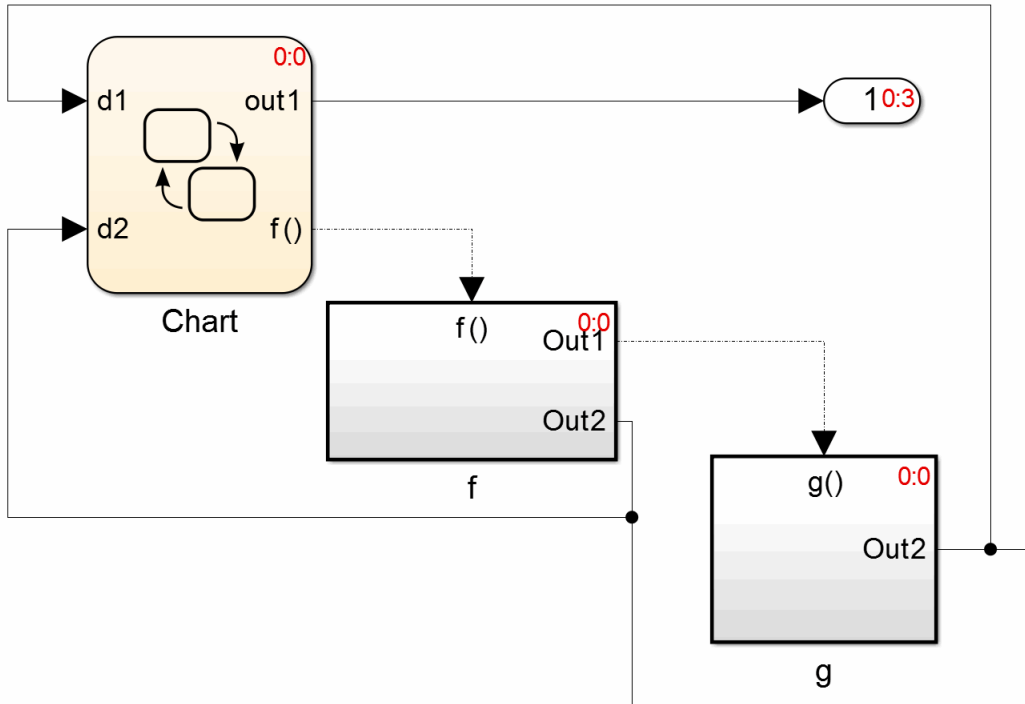 0:0
d1
out1
1 0:3
d2
f()
Chart
f()
0:0
Out1
Out2
f
g()
0:0
Out2
g